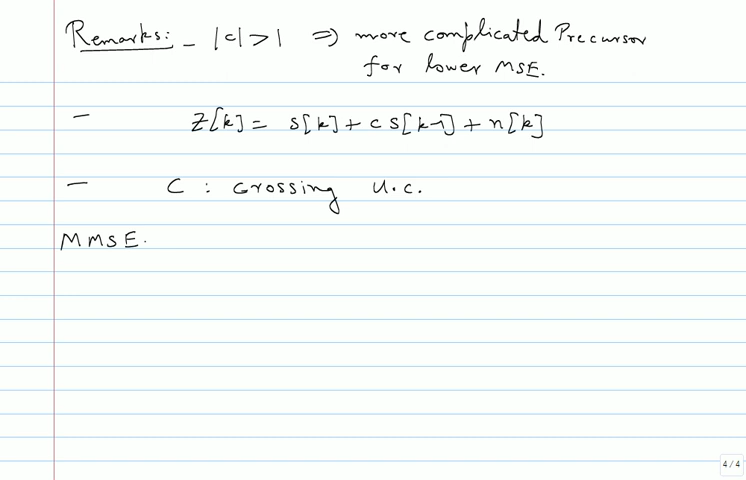 Remarks: - |c| > 1 ⇒ more complicated Precursor
for lower MSE.
- z[k] = s[k] + c s[k-1] + n[k]
- C : crossing u.c.
MMSE.
4/4